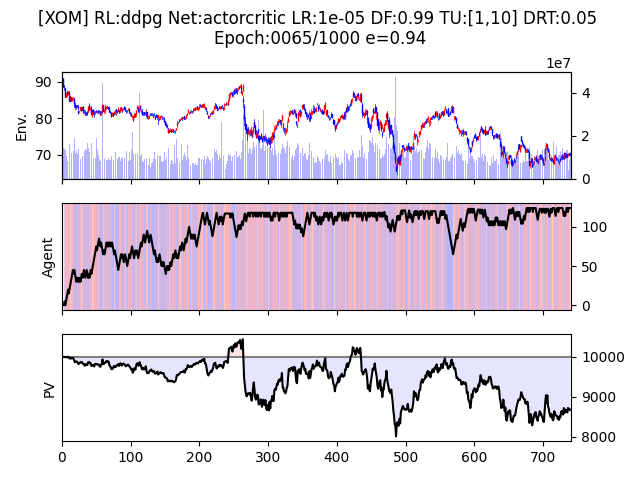 [XOM] RL:ddpg Net:actorcritic LR:1e-05 DF:0.99 TU:[1,10] DRT:0.05
Epoch:0065/1000 e=0.94
1e7
90
80
70
Env.
4
2
0
Agent
100
50
0
PV
10000
9000
8000
0 100 200 300 400 500 600 700